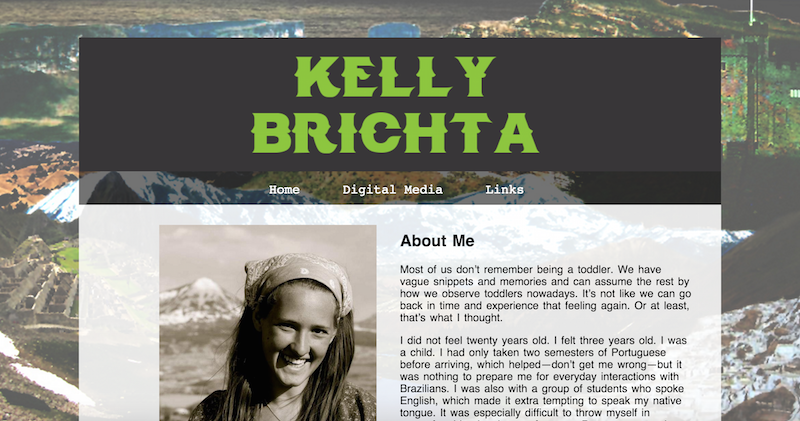 KELLY
BRICHTA
Home Digital Media Links
About Me
Most of us don't remember being a toddler. We have
vague snippets and memories and can assume the rest by
how we observe toddlers nowadays. It's not like we can go
back in time and experience that feeling again. Or at least,
that's what I thought.
I did not feel twenty years old. I felt three years old. I was
a child. I had only taken two semesters of Portuguese
before arriving, which helped—don't get me wrong—but it
was nothing to prepare me for everyday interactions with
Brazilians. I was also with a group of students who spoke
English, which made it extra tempting to speak my native
tongue. It was especially difficult to throw myself in